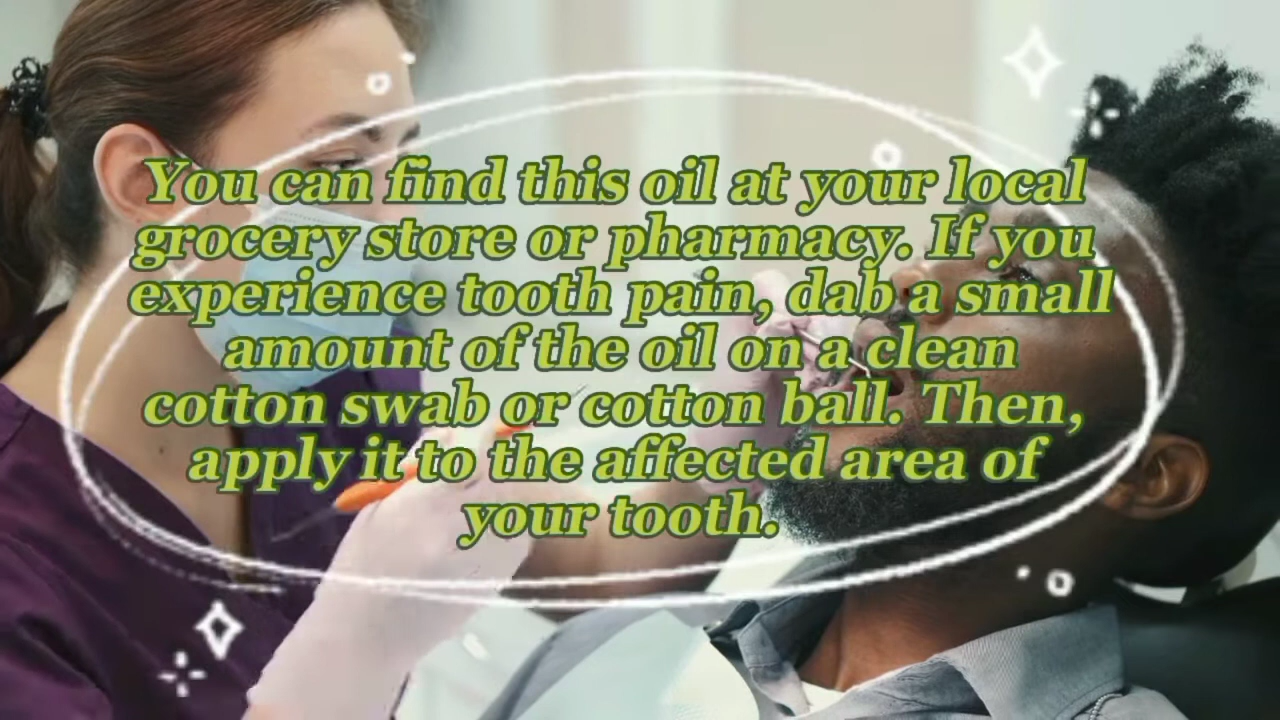 You can find this oil at your local
grocery store or pharmacy. If you
experience tooth pain, dab a small
amount of the oil on a clean
cotton swab or cotton ball. Then,
apply it to the affected area of
your tooth.